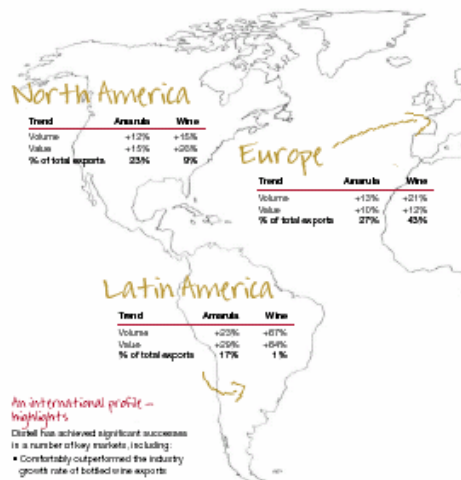 North America
Trend Amarula Wine
Volume +12% +15%
Value +15%
% of total exports 23% 9%
Europe
Trend Amarula Wine
Volume +13% +21%
Value +10% +12%
% of total exports 27% 43%
Latin America
Trend Amarula Wine
Volume +23% +67%
Value +29% +64%
% of total exports 17% 1%
An international profile –
highlights
Distell has achieved significant successes
in a number of key markets, including:
• Comfortably outperformed the industry
growth rate of bottled wine exports